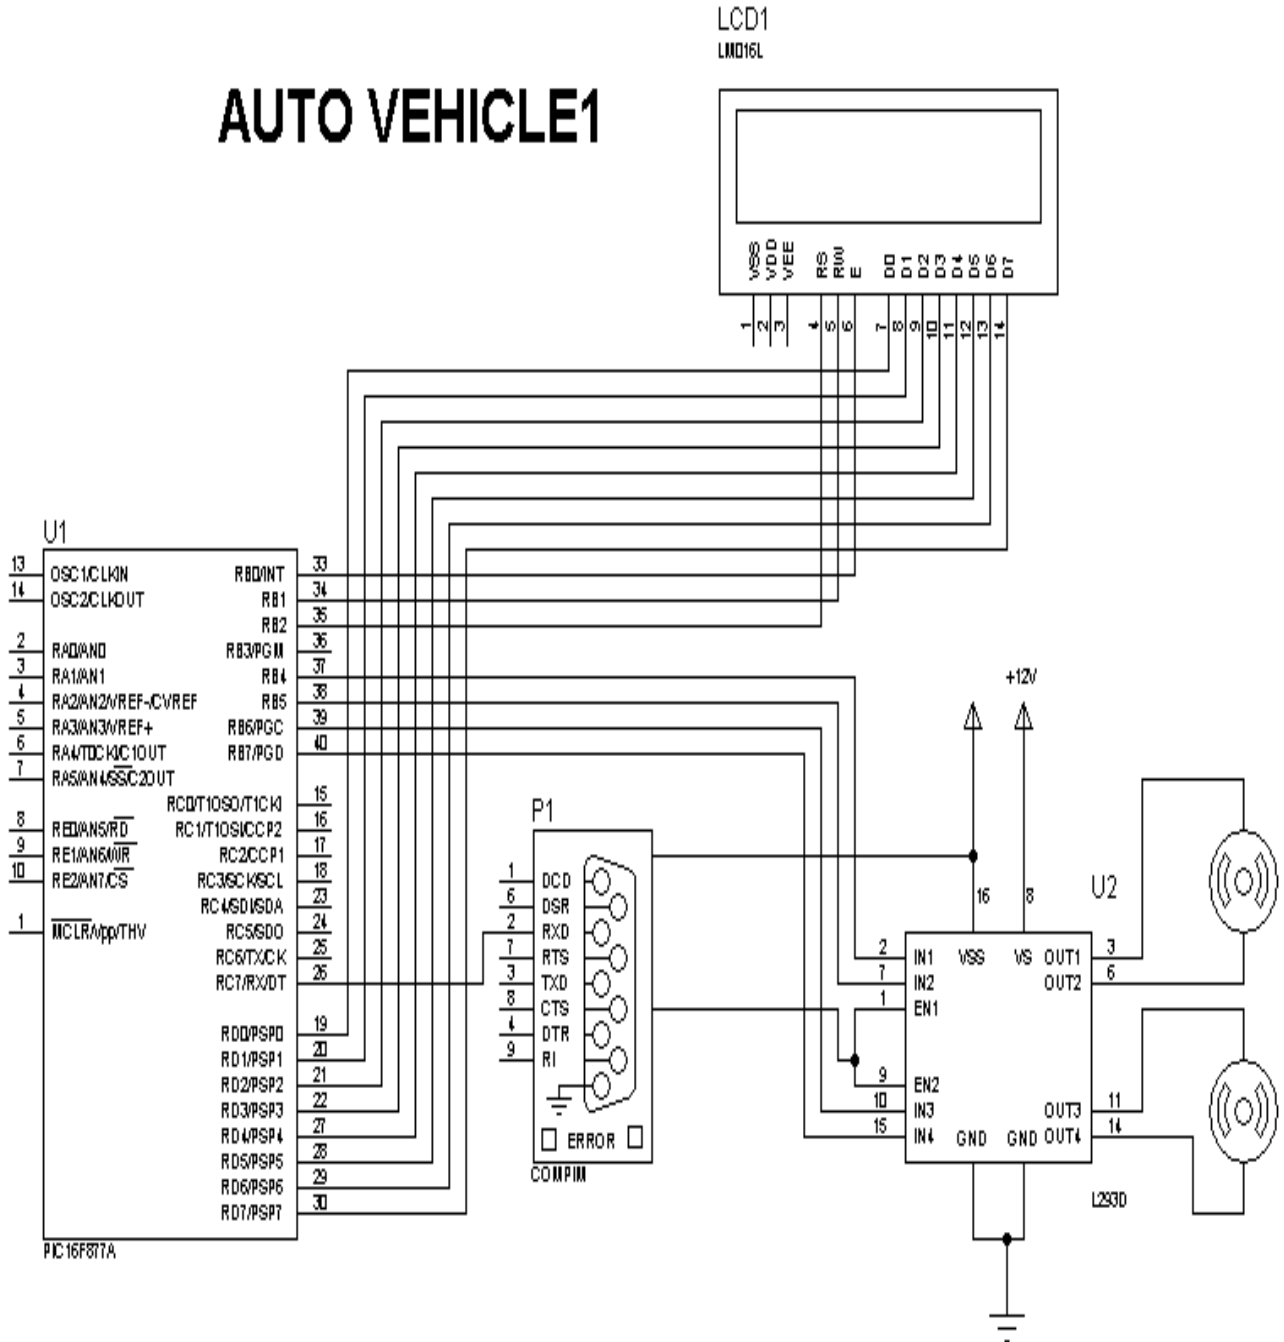 LCD1
LM016L
AUTO VEHICLE1
VSS VDD VEE RS RW E D0 D1 D2 D3 D4 D5 D6 D7
1 2 3 4 5 6 7 8 9 10 11 12 13 14
U1
13 OSC1/CLKIN RB0/INT 33
14 OSC2/CLKOUT RB1 34
RB2 35
2 RA0/AN0 RB3/PGM 36
3 RA1/AN1 RB4 37
4 RA2/AN2/VREF-/CVREF RB5 38
5 RA3/AN3/VREF+ RB6/PGC 39
6 RA4/T0CKI/C1OUT RB7/PGD 40
7 RA5/AN4/SS/C2OUT
RC0/T1OSO/T1CKI 15
8 RE0/AN5/RD RC1/T1OSI/CCP2 16
9 RE1/AN6/WR RC2/CCP1 17
10 RE2/AN7/CS RC3/SCK/SCL 18
RC4/SDI/SDA 23
1 MCLR/Vpp/THV RC5/SDO 24
RC6/TX/CK 25
RC7/RX/DT 26
RD0/PSP0 19
RD1/PSP1 20
RD2/PSP2 21
RD3/PSP3 22
RD4/PSP4 27
RD5/PSP5 28
RD6/PSP6 29
RD7/PSP7 30
PIC16F877A
P1
1 DCD
6 DSR
2 RXD
7 RTS
3 TXD
8 CTS
4 DTR
9 RI
ERROR
COMPIM
+12V
16 8 U2
2 IN1 VSS VS OUT1 3
7 IN2 OUT2 6
1 EN1
9 EN2
10 IN3 OUT3 11
15 IN4 GND GND OUT4 14
L293D